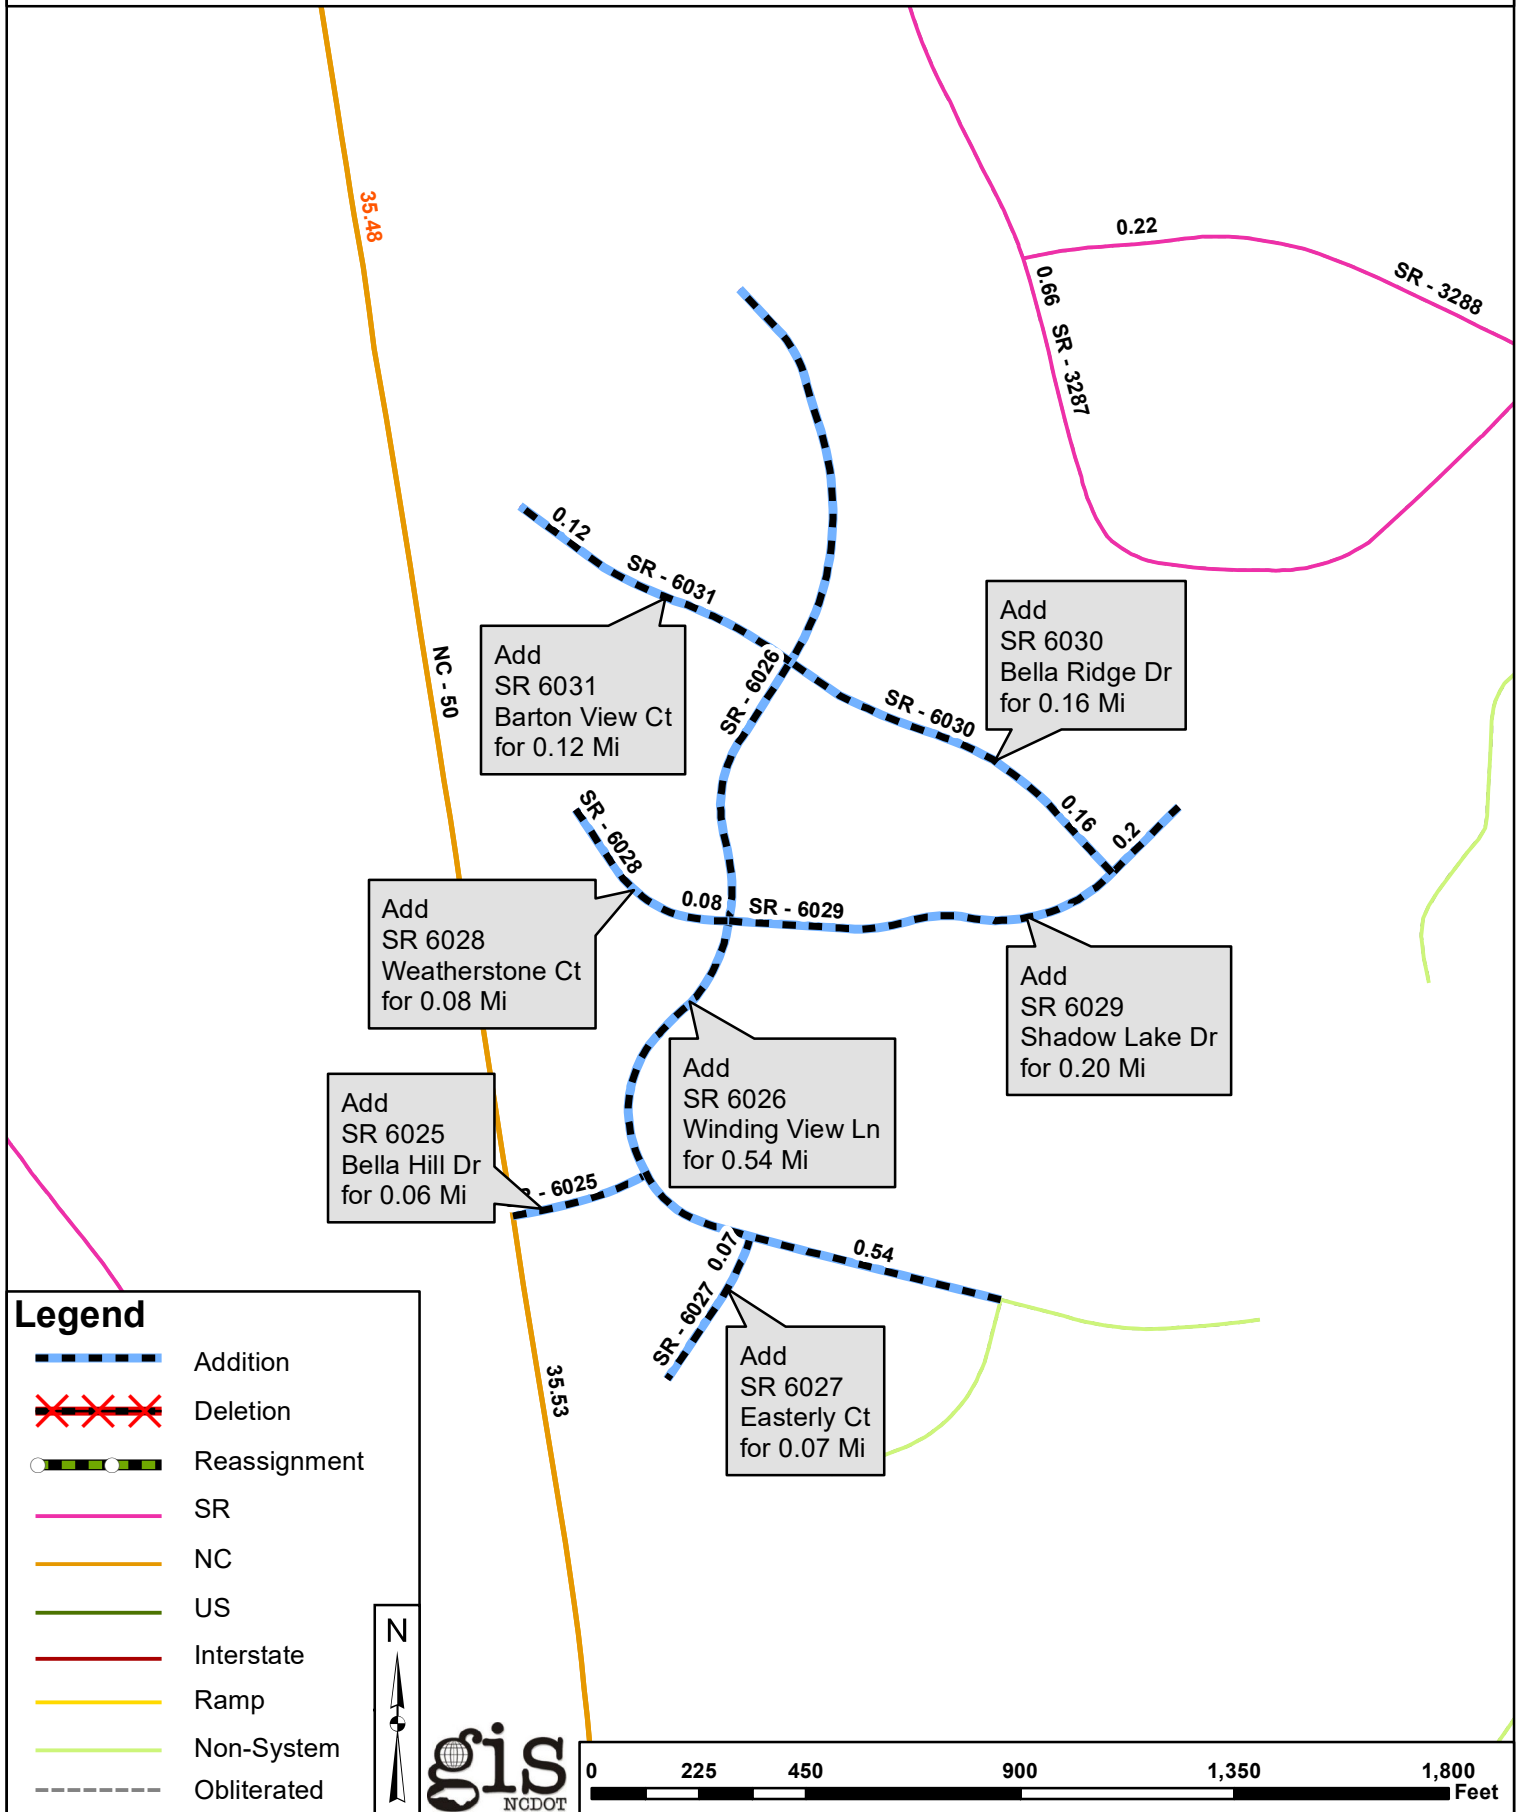 35.48
0.22
SR - 3288
0.66
SR - 3287
0.12
SR - 6031
Add
SR 6030
Bella Ridge Dr
for 0.16 Mi
Add
SR 6031
Barton View Ct
for 0.12 Mi
NC - 50
SR - 6026
SR - 6030
SR - 6028
0.16
0.2
Add
SR 6028
Weatherstone Ct
for 0.08 Mi
0.08
SR - 6029
Add
SR 6029
Shadow Lake Dr
for 0.20 Mi
Add
SR 6026
Winding View Ln
for 0.54 Mi
Add
SR 6025
Bella Hill Dr
for 0.06 Mi
- 6025
0.07
0.54
SR - 6027
Add
SR 6027
Easterly Ct
for 0.07 Mi
35.53
Legend
Addition
Deletion
Reassignment
SR
NC
US
Interstate
Ramp
Non-System
Obliterated
N
gis
NCDOT
0 225 450 900 1,350 1,800
Feet